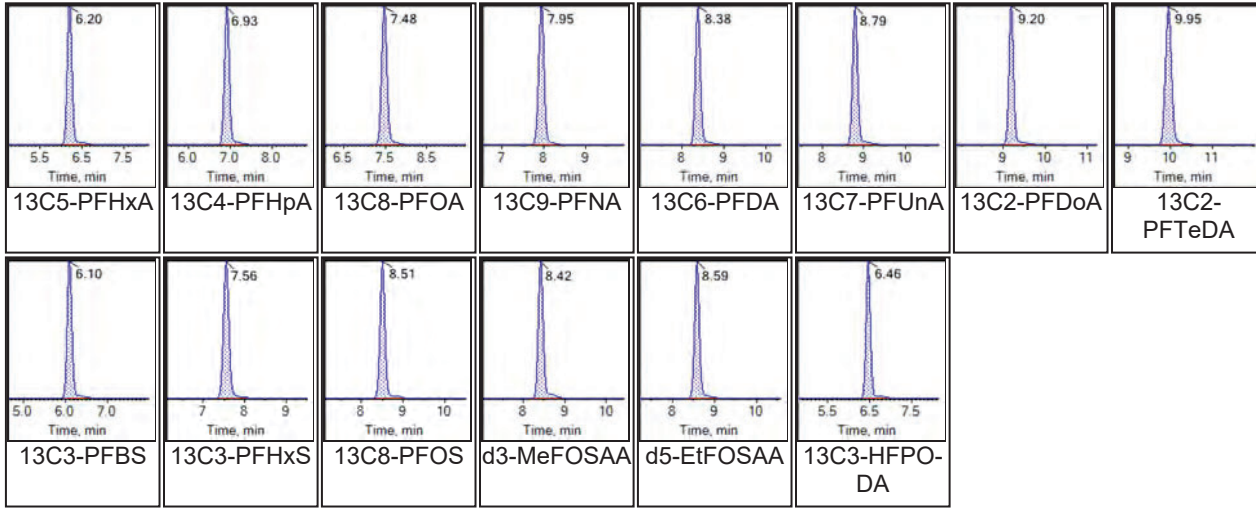 6.20
5.5 6.5 7.5
Time, min
13C5-PFHxA
6.93
6.0 7.0 8.0
Time, min
13C4-PFHpA
7.48
6.5 7.5 8.5
Time, min
13C8-PFOA
7.95
7 8 9
Time, min
13C9-PFNA
8.38
8 9 10
Time, min
13C6-PFDA
8.79
8 9 10
Time, min
13C7-PFUnA
9.20
9 10 11
Time, min
13C2-PFDoA
9.95
9 10 11
Time, min
13C2-
PFTeDA
6.10
5.0 6.0 7.0
Time, min
13C3-PFBS
7.56
7 8 9
Time, min
13C3-PFHxS
8.51
8 9 10
Time, min
13C8-PFOS
8.42
8 9 10
Time, min
d3-MeFOSAA
8.59
8 9 10
Time, min
d5-EtFOSAA
6.46
5.5 6.5 7.5
Time, min
13C3-HFPO-
DA